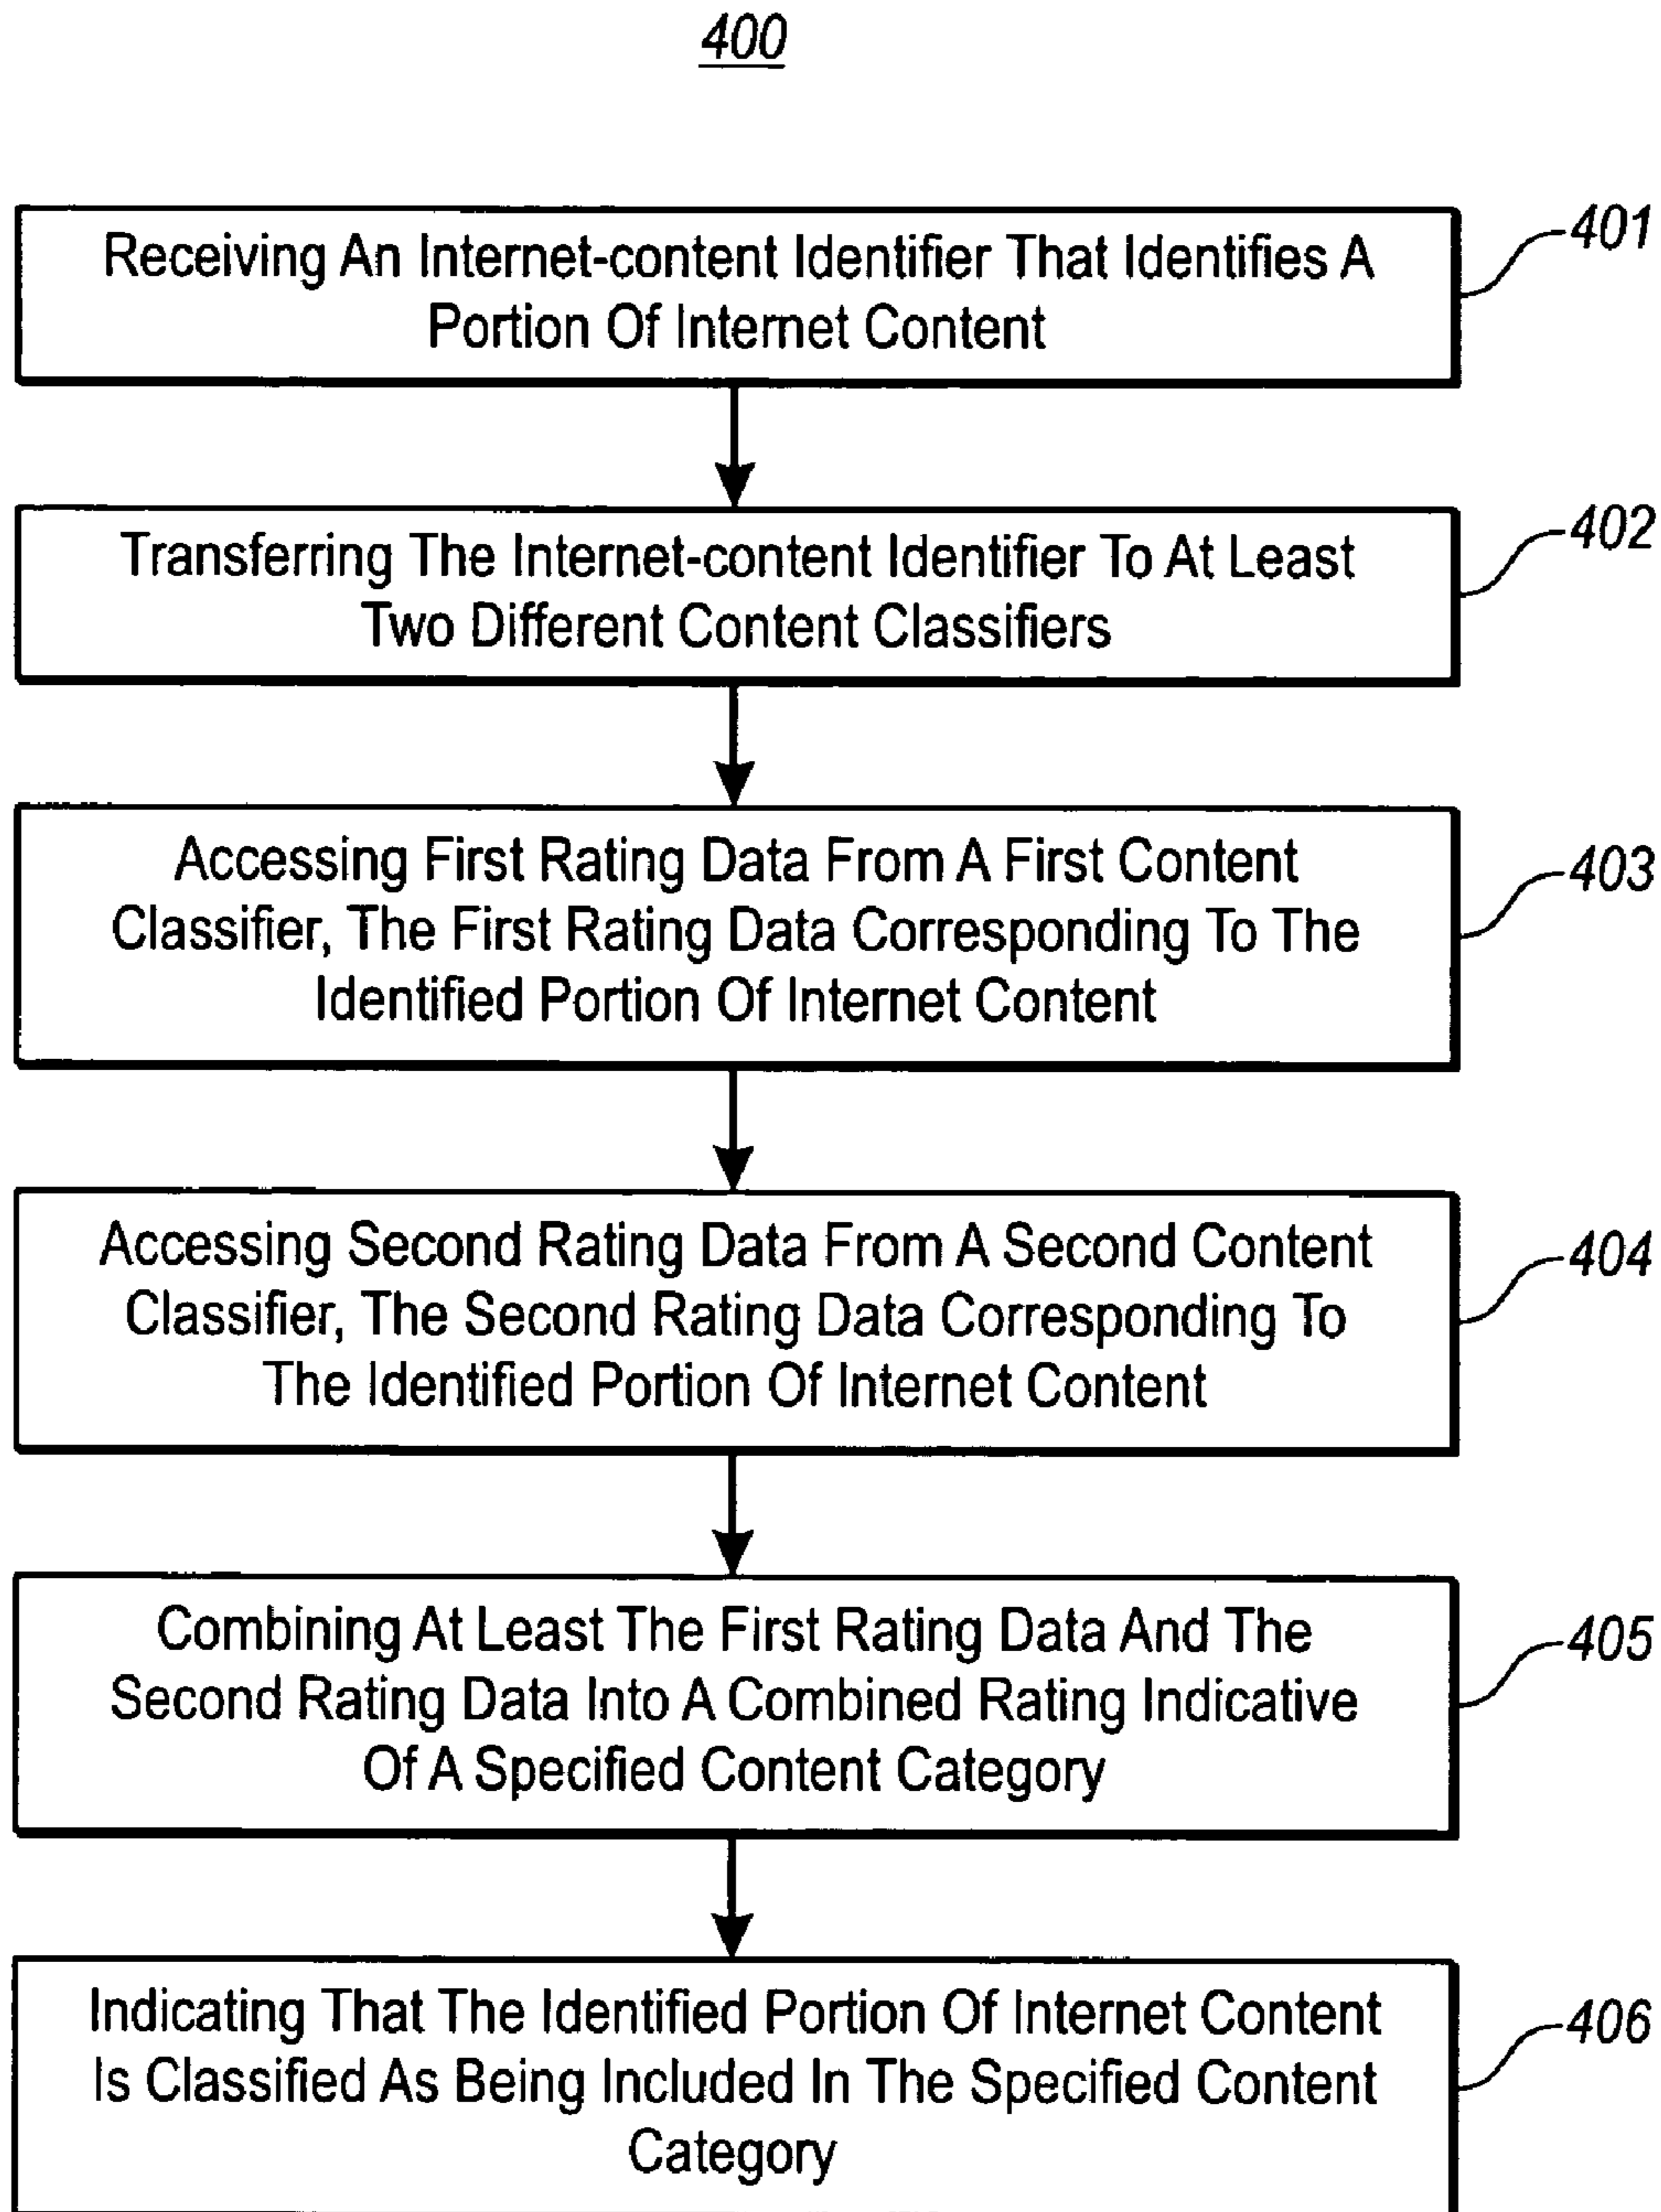 400
Receiving An Internet-content Identifier That Identifies A
Portion Of Internet Content
401
Transferring The Internet-content Identifier To At Least
Two Different Content Classifiers
402
Accessing First Rating Data From A First Content
Classifier, The First Rating Data Corresponding To The
Identified Portion Of Internet Content
403
Accessing Second Rating Data From A Second Content
Classifier, The Second Rating Data Corresponding To
The Identified Portion Of Internet Content
404
Combining At Least The First Rating Data And The
Second Rating Data Into A Combined Rating Indicative
Of A Specified Content Category
405
Indicating That The Identified Portion Of Internet Content
Is Classified As Being Included In The Specified Content
Category
406